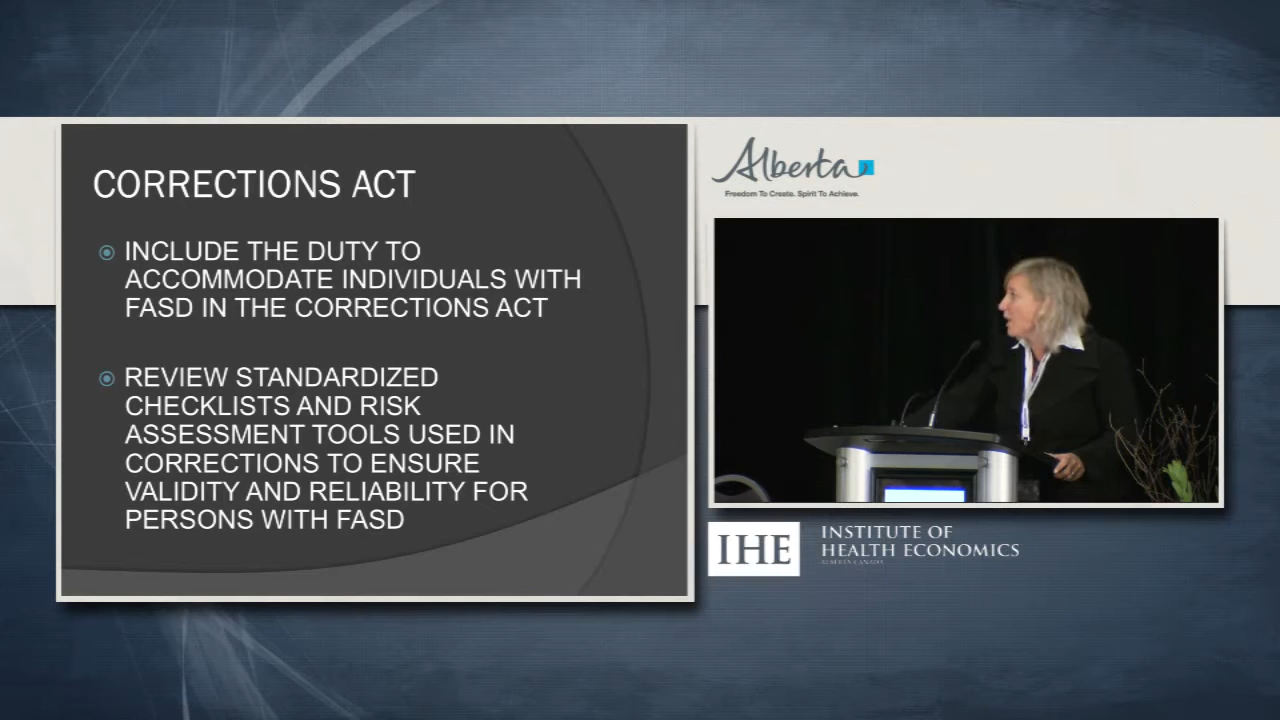 CORRECTIONS ACT
INCLUDE THE DUTY TO
ACCOMMODATE INDIVIDUALS WITH
FASD IN THE CORRECTIONS ACT
REVIEW STANDARDIZED
CHECKLISTS AND RISK
ASSESSMENT TOOLS USED IN
CORRECTIONS TO ENSURE
VALIDITY AND RELIABILITY FOR
PERSONS WITH FASD
Alberta
Freedom To Create. Spirit To Achieve.
IHE
INSTITUTE OF
HEALTH ECONOMICS
ALBERTA CANADA